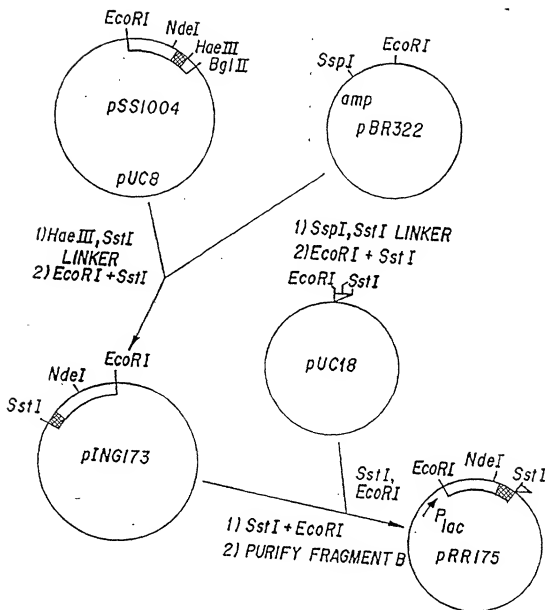 EcoRI
NdeI
HaeIII
BglII
pSS1004
pUC8
EcoRI
SspI
amp
pBR322
1)HaeIII,SstI
LINKER
2)EcoRI+SstI
1) SspI,SstI LINKER
2)EcoRI + SstI
EcoRI
SstI
pUC18
EcoRI
NdeI
SstI
pING173
SstI,
EcoRI
1) SstI+EcoRI
2) PURIFY FRAGMENT B
EcoRI
NdeI
SstI
Plac
pRR175